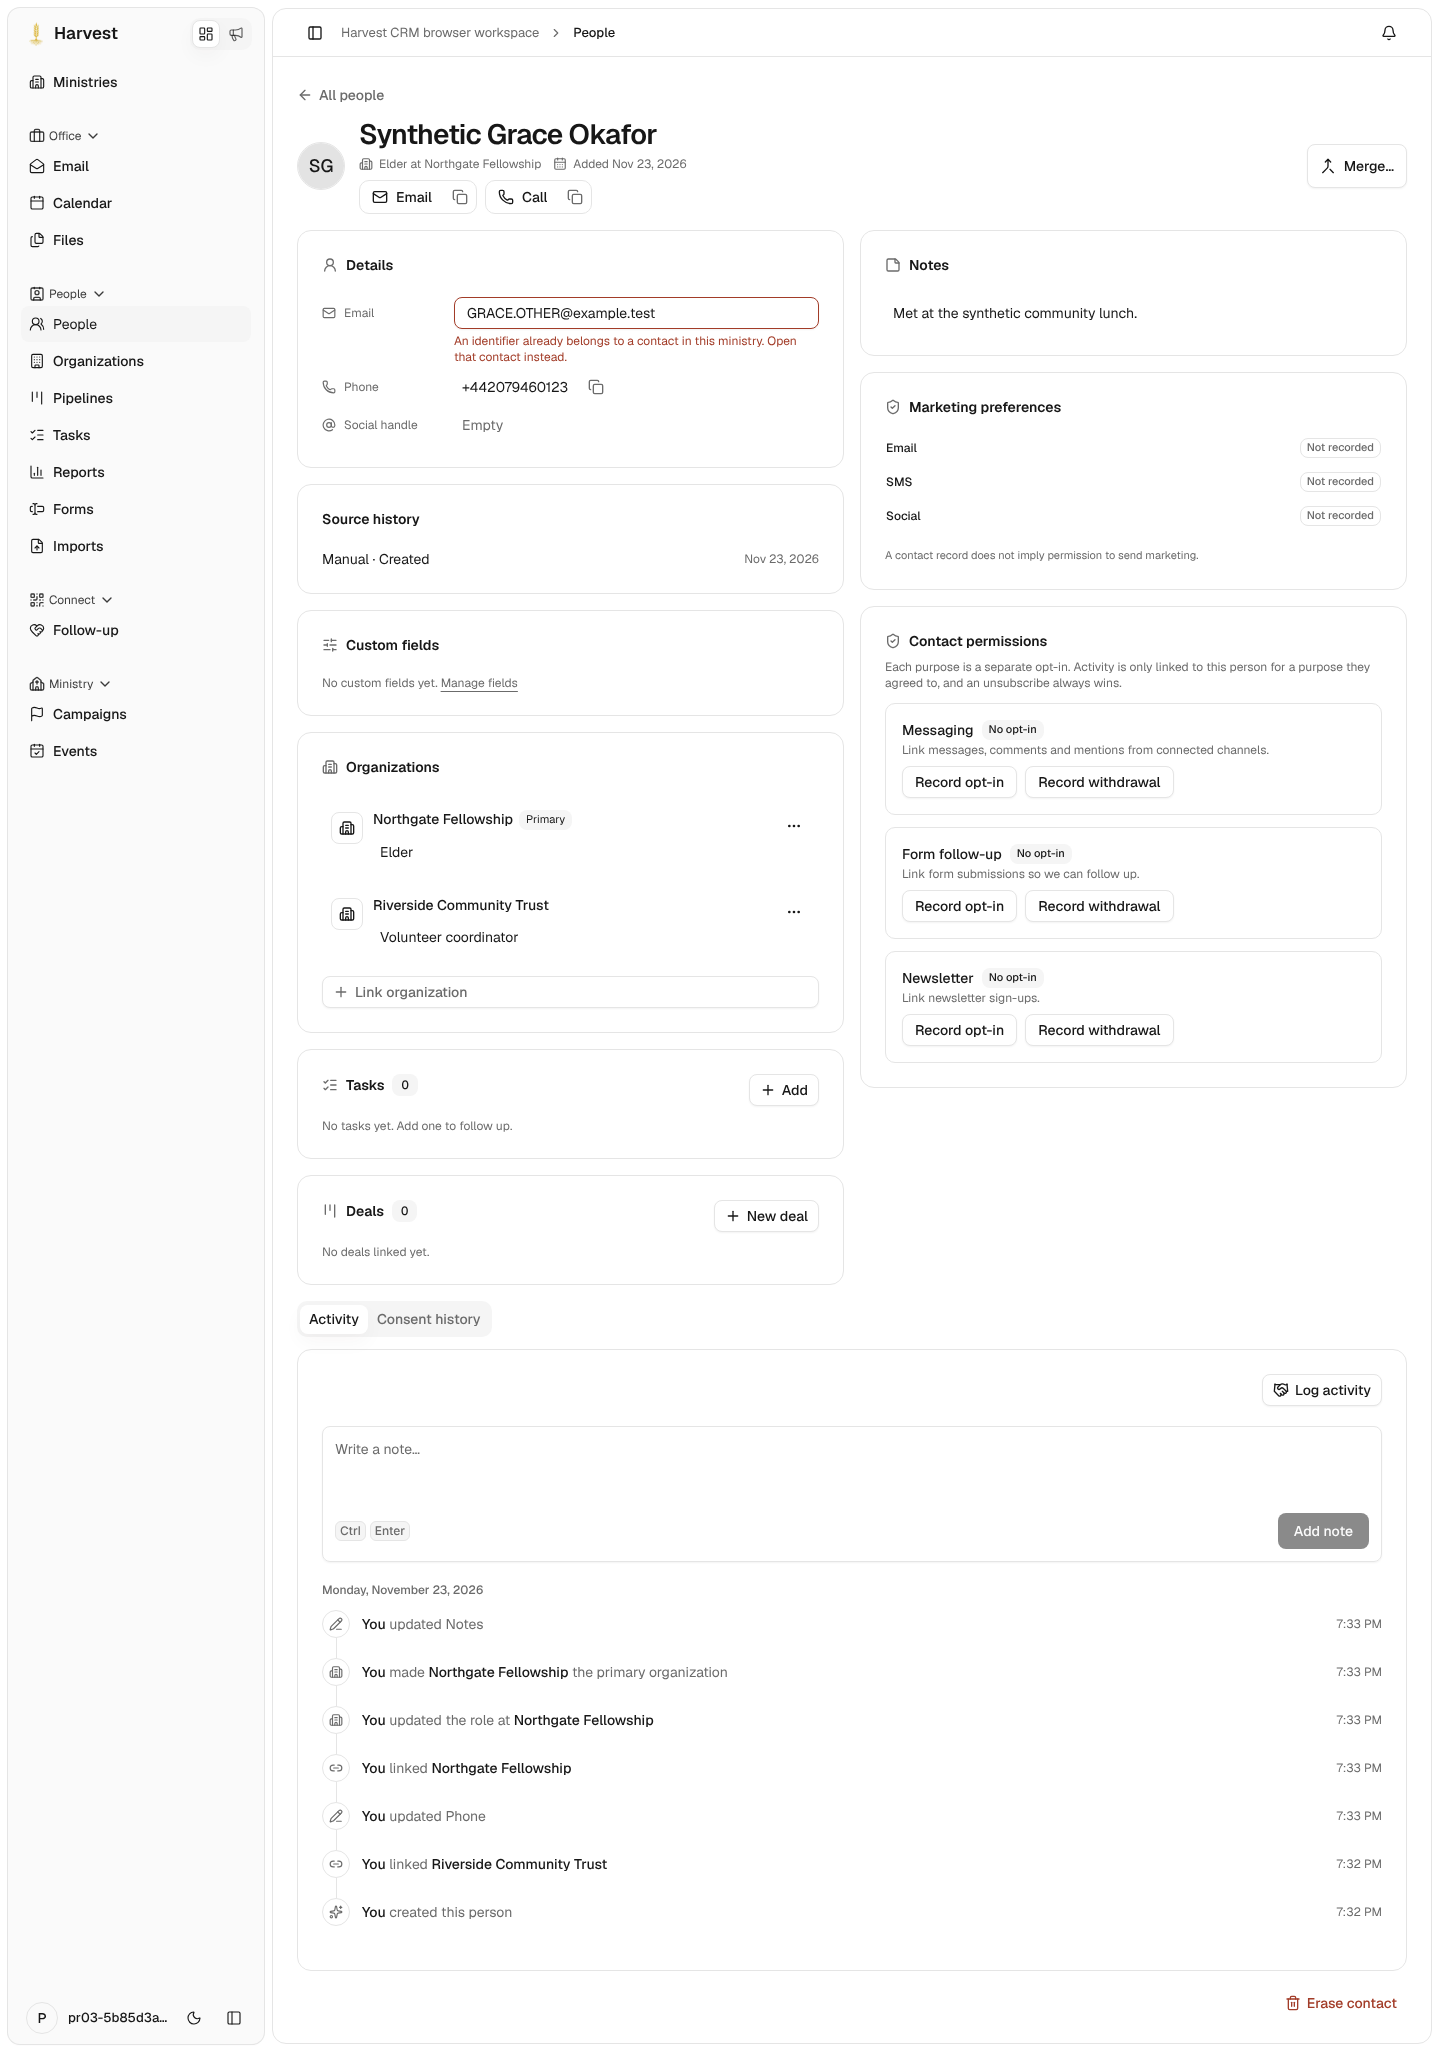 Harvest
Ministries
Office
Email
Calendar
Files
People
People
Organizations
Pipelines
Tasks
Reports
Forms
Imports
Connect
Follow-up
Ministry
Campaigns
Events
P
pr03-5b85d3a...
Harvest CRM browser workspace
People
All people
SG
Synthetic Grace Okafor
Elder at Northgate Fellowship
Added Nov 23, 2026
Email
Call
Merge...
Details
Email
GRACE.OTHER@example.test
An identifier already belongs to a contact in this ministry. Open
that contact instead.
Phone
+442079460123
Social handle
Empty
Source history
Manual · Created
Nov 23, 2026
Custom fields
No custom fields yet. Manage fields
Organizations
Northgate Fellowship
Primary
Elder
Riverside Community Trust
Volunteer coordinator
Link organization
Tasks
0
Add
No tasks yet. Add one to follow up.
Deals
0
New deal
No deals linked yet.
Notes
Met at the synthetic community lunch.
Marketing preferences
Email
Not recorded
SMS
Not recorded
Social
Not recorded
A contact record does not imply permission to send marketing.
Contact permissions
Each purpose is a separate opt-in. Activity is only linked to this person for a purpose they
agreed to, and an unsubscribe always wins.
Messaging
No opt-in
Link messages, comments and mentions from connected channels.
Record opt-in
Record withdrawal
Form follow-up
No opt-in
Link form submissions so we can follow up.
Record opt-in
Record withdrawal
Newsletter
No opt-in
Link newsletter sign-ups.
Record opt-in
Record withdrawal
Activity
Consent history
Log activity
Write a note...
Ctrl
Enter
Add note
Monday, November 23, 2026
You updated Notes
7:33 PM
You made Northgate Fellowship the primary organization
7:33 PM
You updated the role at Northgate Fellowship
7:33 PM
You linked Northgate Fellowship
7:33 PM
You updated Phone
7:33 PM
You linked Riverside Community Trust
7:32 PM
You created this person
7:32 PM
Erase contact